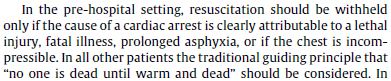 In the pre-hospital setting, resuscitation should be withheld
only if the cause of a cardiac arrest is clearly attributable to a lethal
injury, fatal illness, prolonged asphyxia, or if the chest is incom-
pressible. In all other patients the traditional guiding principle that
“no one is dead until warm and dead” should be considered. In